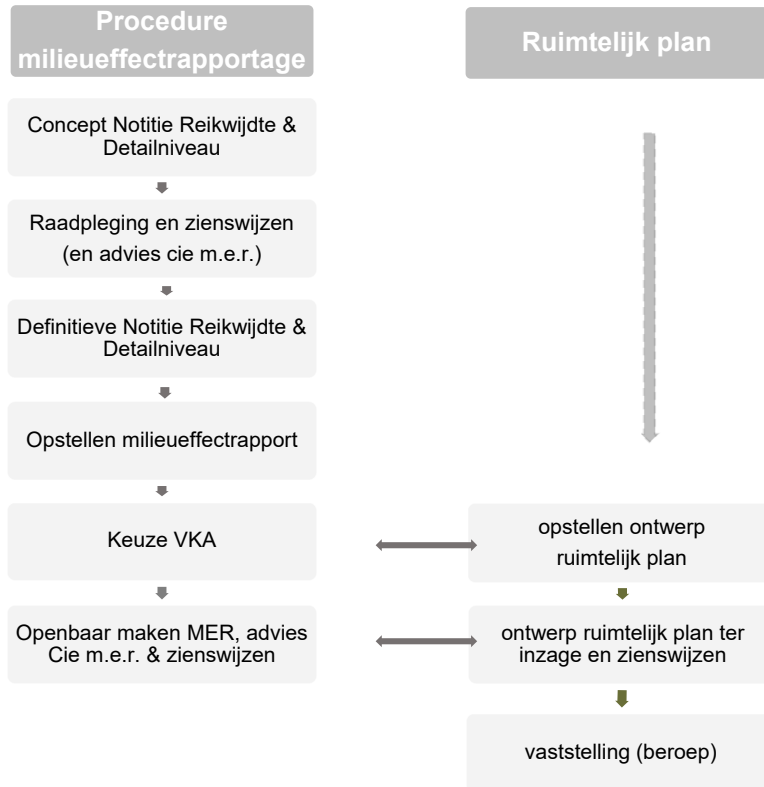 Procedure
milieueffectrapportage
Ruimtelijk plan
Concept Notitie Reikwijdte &
Detailniveau
Raadpleging en zienswijzen
(en advies cie m.e.r.)
Definitieve Notitie Reikwijdte &
Detailniveau
Opstellen milieueffectrapport
Keuze VKA
opstellen ontwerp
ruimtelijk plan
Openbaar maken MER, advies
Cie m.e.r. & zienswijzen
ontwerp ruimtelijk plan ter
inzage en zienswijzen
vaststelling (beroep)